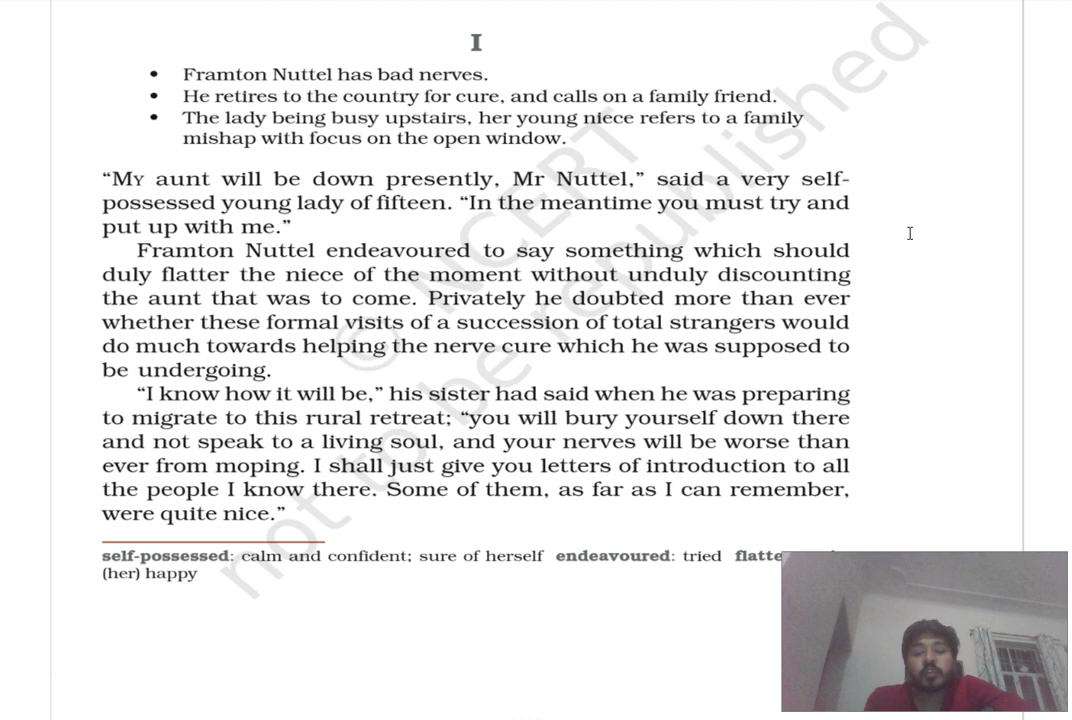 I
• Framton Nuttel has bad nerves.
• He retires to the country for cure, and calls on a family friend.
• The lady being busy upstairs, her young niece refers to a family
mishap with focus on the open window.
“MY aunt will be down presently, Mr Nuttel,” said a very self-
possessed young lady of fifteen. “In the meantime you must try and
put up with me.”
Framton Nuttel endeavoured to say something which should
duly flatter the niece of the moment without unduly discounting
the aunt that was to come. Privately he doubted more than ever
whether these formal visits of a succession of total strangers would
do much towards helping the nerve cure which he was supposed to
be undergoing.
“I know how it will be,” his sister had said when he was preparing
to migrate to this rural retreat; “you will bury yourself down there
and not speak to a living soul, and your nerves will be worse than
ever from moping. I shall just give you letters of introduction to all
the people I know there. Some of them, as far as I can remember,
were quite nice.”
self-possessed: calm and confident; sure of herself endeavoured: tried
(her) happy
© NCERT
not to be republished